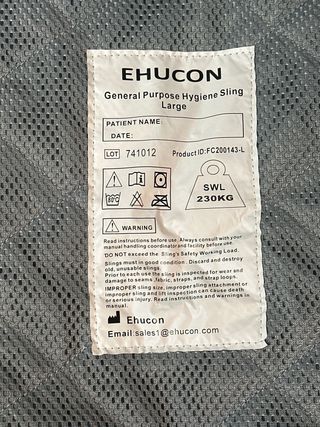 EHUCON
General Purpose Hygiene Sling
Large
PATIENT NAME:
DATE:
LOT 741012 Product ID:FC200143-L
SWL
230KG
WARNING
Read instructions before use. Always consult with your
manual handling coordinator and facility before use.
DO NOT exceed the Sling's Safety Working Load.
Slings must in good condition. Discard and destroy
old, unusable slings.
Prior to each use the sling is inspected for wear and
damage to seams, fabric, straps, and strap loops.
IMPROPER sling size, improper sling attachment or
improper sling and lift inspection can cause death
or serious injury. Read instructions and warnings in
manual.
Ehucon
Email:sales1@ehucon.com